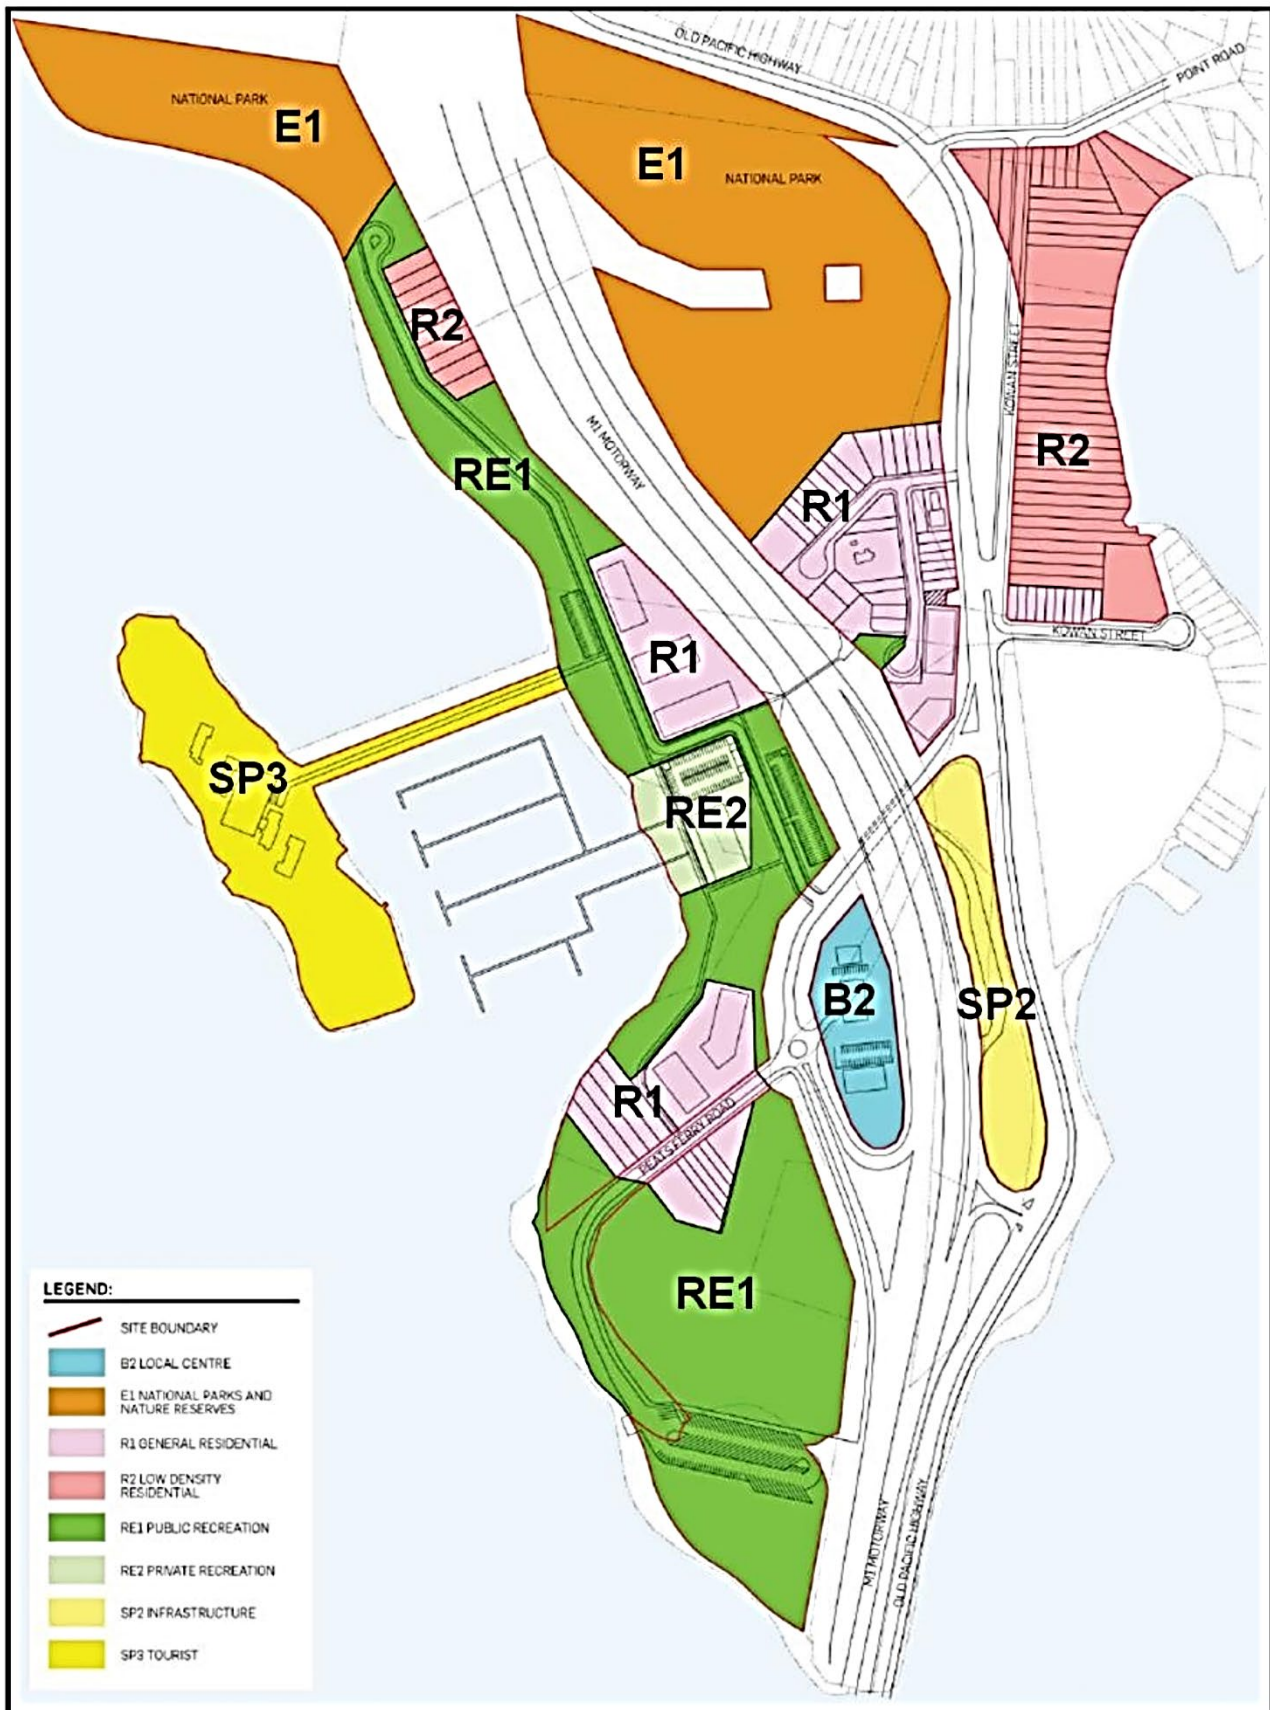 OLD PACIFIC HIGHWAY
POINT ROAD
NATIONAL PARK
E1
E1
NATIONAL PARK
R2
KOWAN STREET
M1 MOTORWAY
R2
RE1
R1
KOWAN STREET
R1
SP3
RE2
B2
SP2
R1
PEATS FERRY ROAD
RE1
M1 MOTORWAY
OLD PACIFIC HIGHWAY
LEGEND:
SITE BOUNDARY
B2 LOCAL CENTRE
E1 NATIONAL PARKS AND
NATURE RESERVES
R1 GENERAL RESIDENTIAL
R2 LOW DENSITY
RESIDENTIAL
RE1 PUBLIC RECREATION
RE2 PRIVATE RECREATION
SP2 INFRASTRUCTURE
SP3 TOURIST